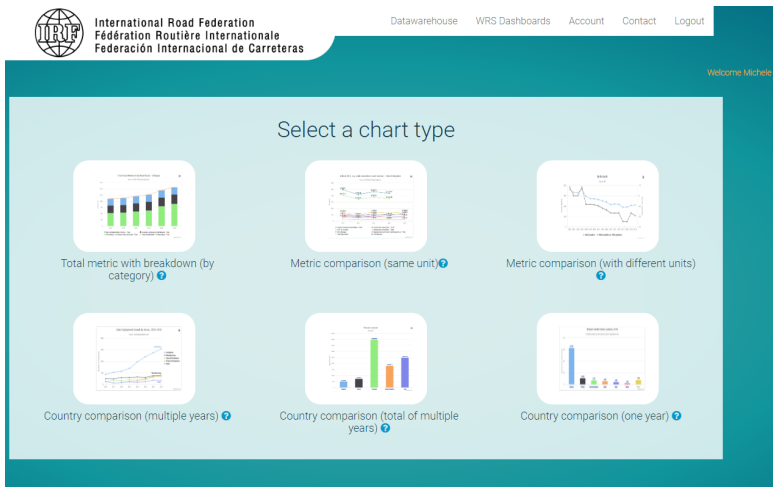 IRF
International Road Federation
Fédération Routière Internationale
Federación Internacional de Carreteras
Datawarehouse WRS Dashboards Account Contact Logout
Welcome Michele
Select a chart type
Total metric with breakdown (by
category) ?
Metric comparison (same unit) ?
Metric comparison (with different units)
?
Country comparison (multiple years) ?
Country comparison (total of multiple
years) ?
Country comparison (one year) ?